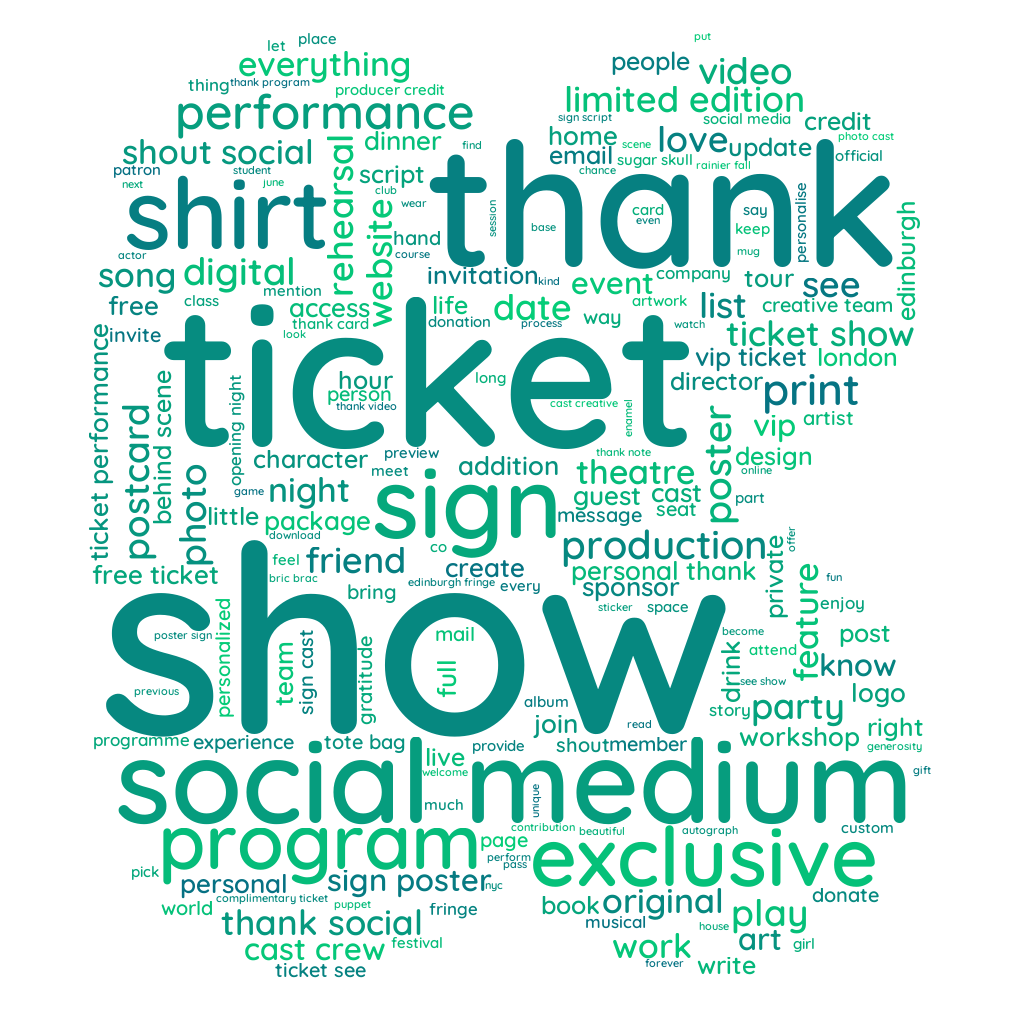 put
place
let
people
everything
video
thing
thank program
producer credit
limited edition
performance
sign script
social media
credit
photo cast
shout social
dinner
find
home
love
update
scene
official
email
sugar skull
rainier fall
chance
patron
student
rehearsal
script
thank
next
june
club
shirt
wear
website
session
card
even
say
personalise
edinburgh
hand
base
keep
actor
course
mug
song
digital
invitation
kind
event
company
tour
see
mention
access
life
date
way
artwork
list
creative team
free
class
thank card
donation
process
watch
ticket show
invite
look
ticket
vip ticket
london
ticket performance
hour
person
long
director
print
behind scene
opening night
thank video
cast creative
enamel
vip
artist
postcard
photo
character
preview
meet
addition
thank note
theatre
poster
design
online
game
night
sign
guest
cast
seat
part
little
package
message
download
co
production
offer
free ticket
feel
friend
create
personal thank
private
bric brac
edinburgh fringe
every
sponsor
feature
fun
bring
show
sticker
space
enjoy
personalized
poster sign
team
sign cast
gratitude
mail
full
become
drink
attend
post
know
previous
see show
logo
album
story
party
programme
experience
tote bag
join
read
live
provide
shout
member
workshop
right
generosity
welcome
social medium
gift
much
unique
program
page
contribution
beautiful
autograph
custom
exclusive
perform
pass
pick
personal
sign poster
nyc
donate
world
complimentary ticket
puppet
fringe
book
original
play
thank social
musical
house
cast crew
festival
work
art
girl
ticket see
forever
write